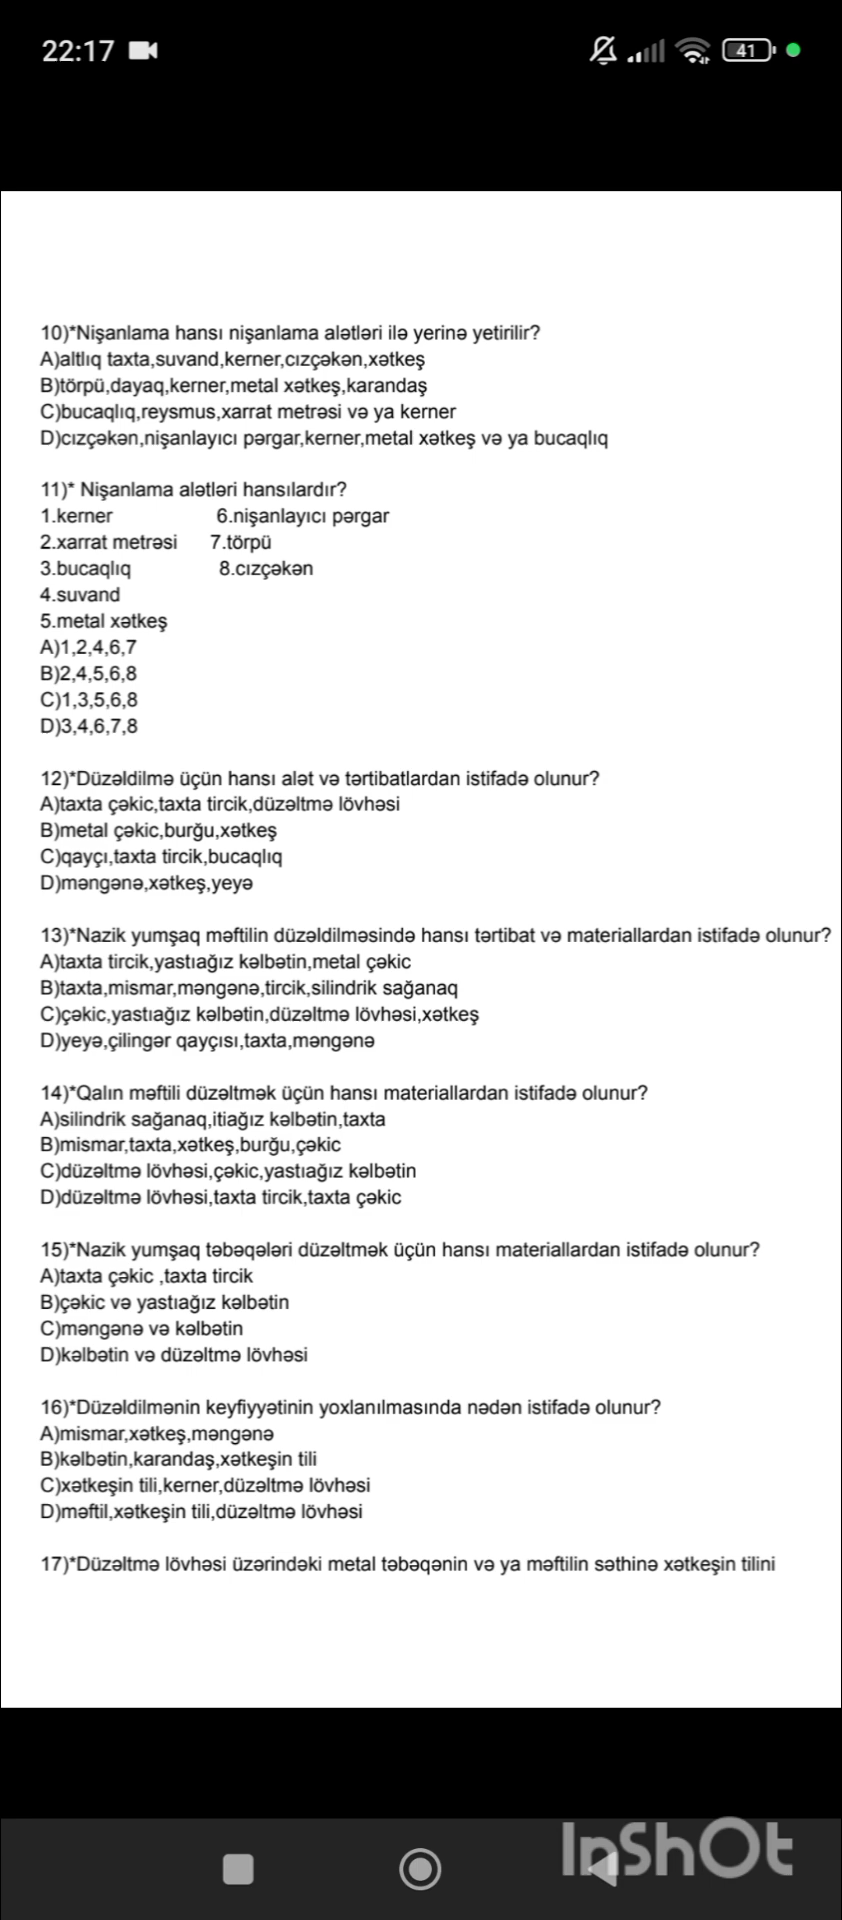 22:17
41
10)*Nişanlama hansı nişanlama alətləri ilə yerinə yetirilir?
A)altlıq taxta,suvand,kerner,cızçəkən,xətkeş
B)törpü,dayaq,kerner,metal xətkeş,karandaş
C)bucaqlıq,reysmus,xarrat metrəsi və ya kerner
D)cızçəkən,nişanlayıcı pərgar,kerner,metal xətkeş və ya bucaqlıq
11)* Nişanlama alətləri hansılardır?
1.kerner 6.nişanlayıcı pərgar
2.xarrat metrəsi 7.törpü
3.bucaqlıq 8.cızçəkən
4.suvand
5.metal xətkeş
A)1,2,4,6,7
B)2,4,5,6,8
C)1,3,5,6,8
D)3,4,6,7,8
12)*Düzəldilmə üçün hansı alət və tərtibatlardan istifadə olunur?
A)taxta çəkic,taxta tircik,düzəltmə lövhəsi
B)metal çəkic,burğu,xətkeş
C)qayçı,taxta tircik,bucaqlıq
D)məngənə,xətkeş,yeyə
13)*Nazik yumşaq məftilin düzəldilməsində hansı tərtibat və materiallardan istifadə olunur?
A)taxta tircik,yastıağız kəlbətin,metal çəkic
B)taxta,mismar,məngənə,tircik,silindrik sağanaq
C)çəkic,yastıağız kəlbətin,düzəltmə lövhəsi,xətkeş
D)yeyə,çilingər qayçısı,taxta,məngənə
14)*Qalın məftili düzəltmək üçün hansı materiallardan istifadə olunur?
A)silindrik sağanaq,itiağız kəlbətin,taxta
B)mismar,taxta,xətkeş,burğu,çəkic
C)düzəltmə lövhəsi,çəkic,yastıağız kəlbətin
D)düzəltmə lövhəsi,taxta tircik,taxta çəkic
15)*Nazik yumşaq təbəqələri düzəltmək üçün hansı materiallardan istifadə olunur?
A)taxta çəkic ,taxta tircik
B)çəkic və yastıağız kəlbətin
C)məngənə və kəlbətin
D)kəlbətin və düzəltmə lövhəsi
16)*Düzəldilmənin keyfiyyətinin yoxlanılmasında nədən istifadə olunur?
A)mismar,xətkeş,məngənə
B)kəlbətin,karandaş,xətkeşin tili
C)xətkeşin tili,kerner,düzəltmə lövhəsi
D)məftil,xətkeşin tili,düzəltmə lövhəsi
17)*Düzəltmə lövhəsi üzərindəki metal təbəqənin və ya məftilin səthinə xətkeşin tilini
InShOt